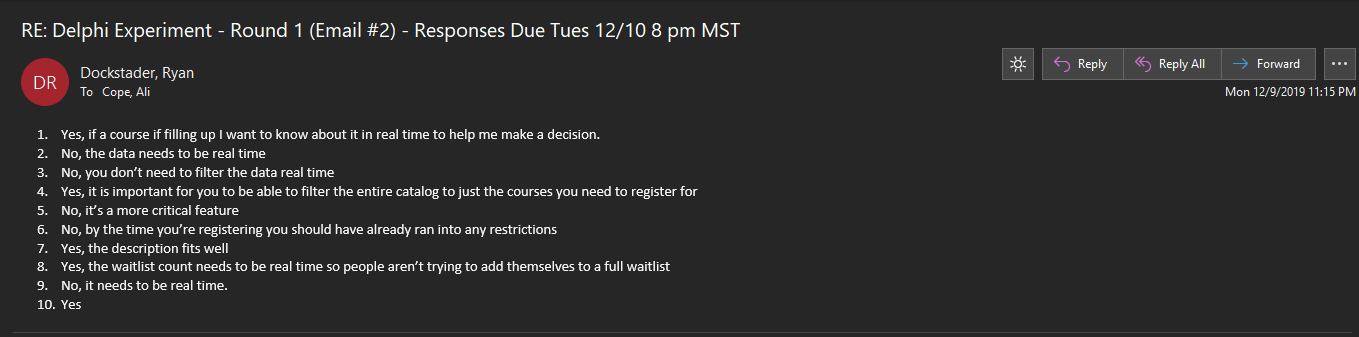 RE: Delphi Experiment - Round 1 (Email #2) - Responses Due Tues 12/10 8 pm MST
DR
Dockstader, Ryan
To Cope, Ali
Reply
Reply All
Forward
...
Mon 12/9/2019 11:15 PM
1. Yes, if a course if filling up I want to know about it in real time to help me make a decision.
2. No, the data needs to be real time
3. No, you don't need to filter the data real time
4. Yes, it is important for you to be able to filter the entire catalog to just the courses you need to register for
5. No, it's a more critical feature
6. No, by the time you're registering you should have already ran into any restrictions
7. Yes, the description fits well
8. Yes, the waitlist count needs to be real time so people aren't trying to add themselves to a full waitlist
9. No, it needs to be real time.
10. Yes